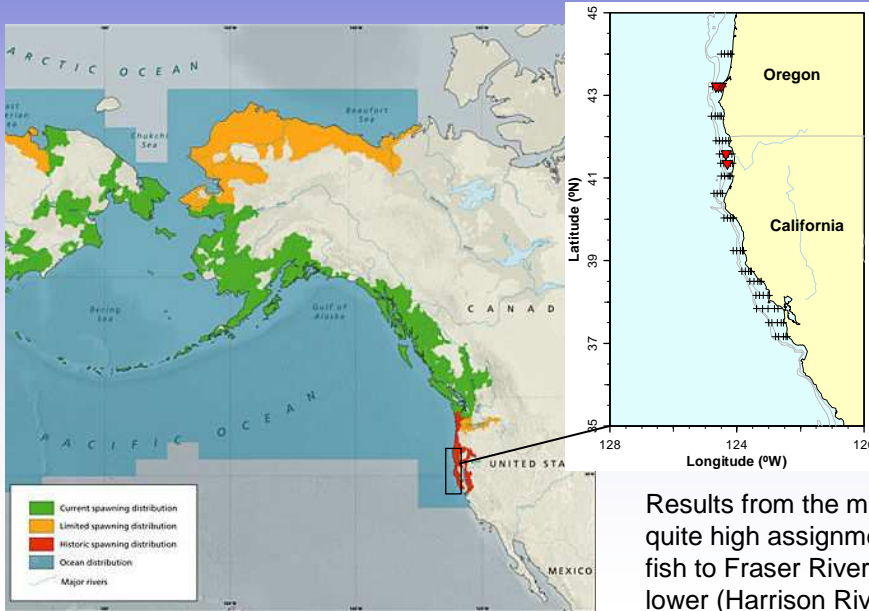 ARCTIC OCEAN
Beaufort
Sea
Chukchi
Sea
Bering
Sea
Gulf of
Alaska
CANAD
PACIFIC OCEAN
UNITED STA
MEXICO
Current spawning distribution
Limited spawning distribution
Historic spawning distribution
Ocean distribution
Major rivers
45
43
41
39
37
35
Latitude (ºN)
Oregon
California
128
124
120
Longitude (ºW)
Results from the m
quite high assignme
fish to Fraser River
lower (Harrison Riv